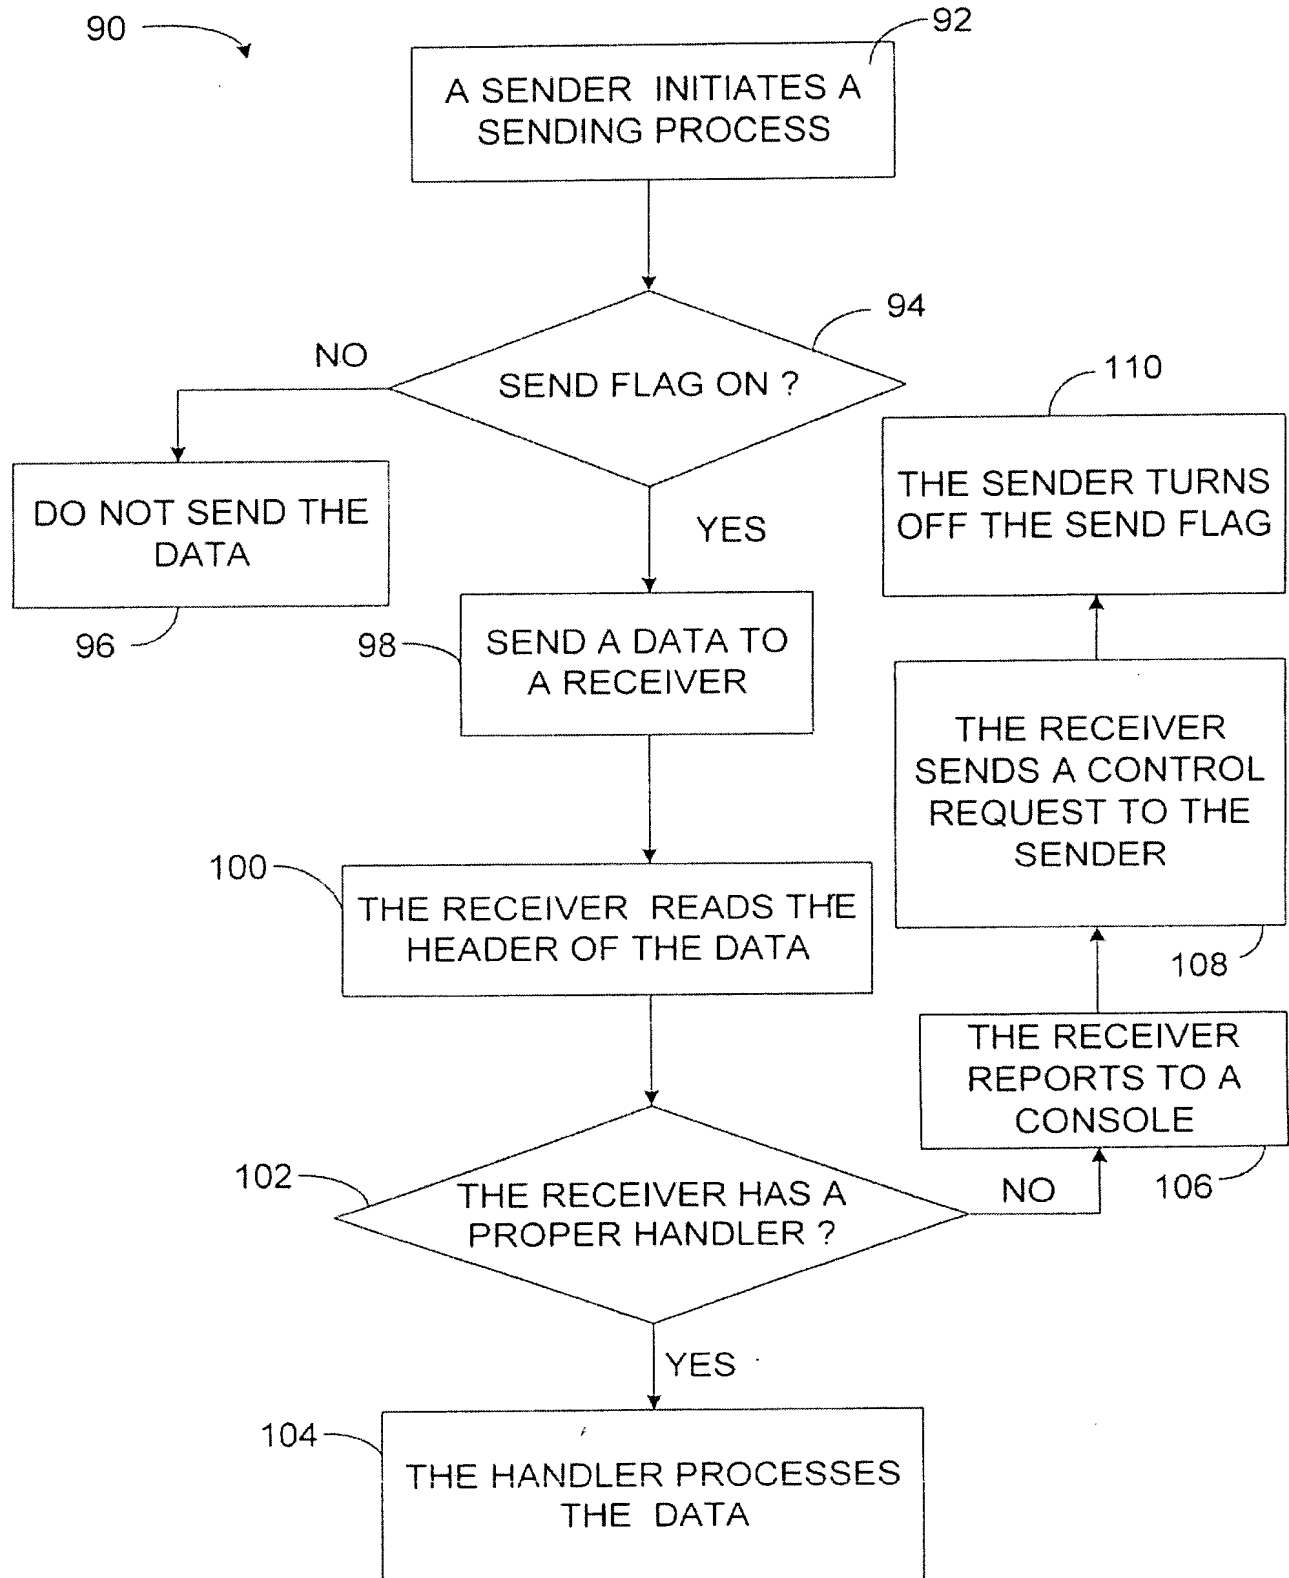 90
92
A SENDER INITIATES A
SENDING PROCESS
94
NO
SEND FLAG ON ?
110
THE SENDER TURNS
OFF THE SEND FLAG
DO NOT SEND THE
DATA
YES
96
98
SEND A DATA TO
A RECEIVER
THE RECEIVER
SENDS A CONTROL
REQUEST TO THE
SENDER
100
THE RECEIVER READS THE
HEADER OF THE DATA
108
THE RECEIVER
REPORTS TO A
CONSOLE
102
THE RECEIVER HAS A
PROPER HANDLER ?
NO
106
YES
104
THE HANDLER PROCESSES
THE DATA